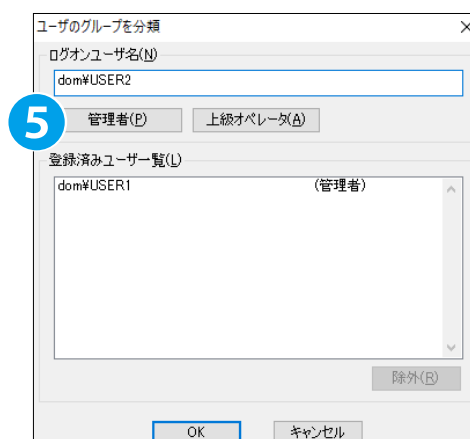 ユーザのグループを分類
ログオンユーザ名(N)
dom¥USER2
5 管理者(P) 上級オペレータ(A)
登録済みユーザー覧(L)
dom¥USER1 (管理者)
除外(R)
OK キャンセル